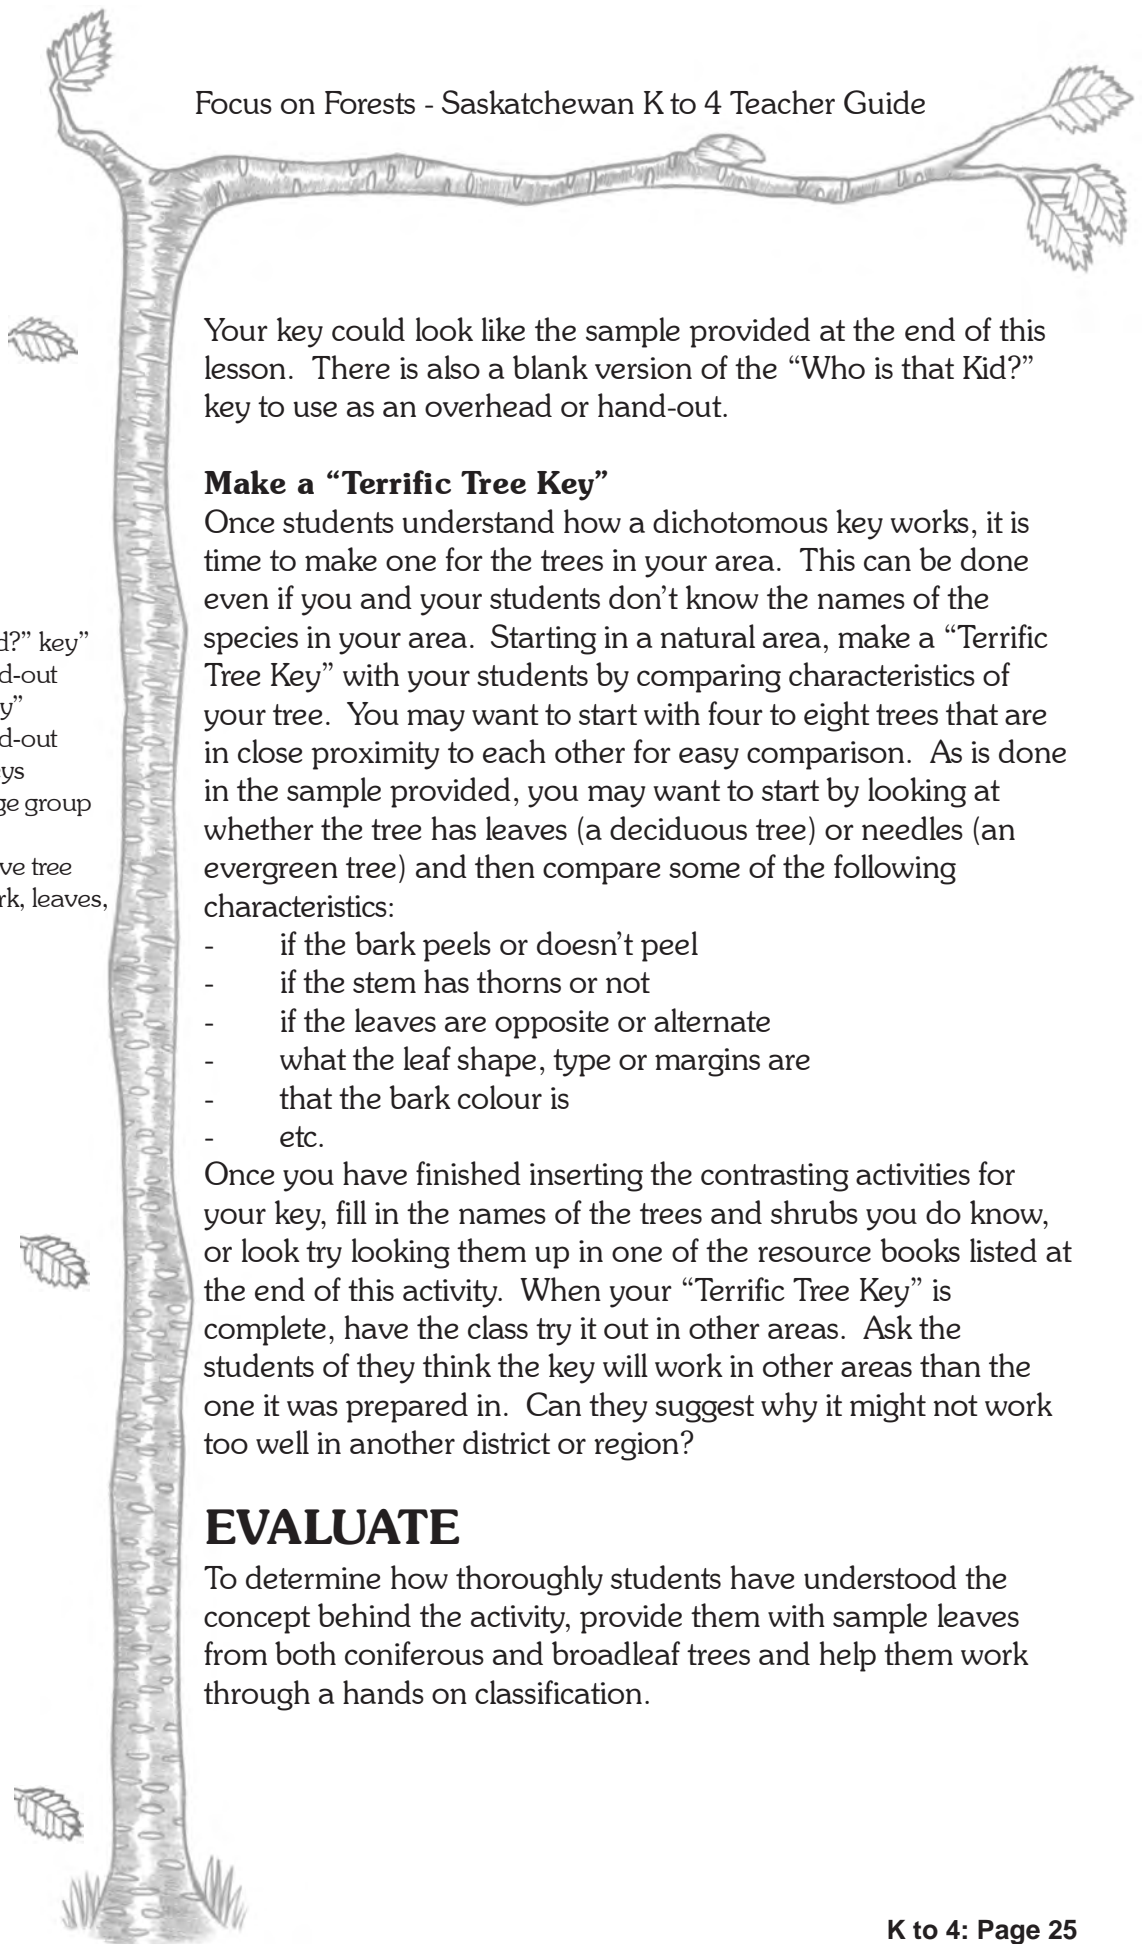 Focus on Forests - Saskatchewan K to 4 Teacher Guide
Your key could look like the sample provided at the end of this
lesson.  There is also a blank version of the “Who is that Kid?”
key to use as an overhead or hand-out.
Make a “Terrific Tree Key”
Once students understand how a dichotomous key works, it is
time to make one for the trees in your area.  This can be done
even if you and your students don’t know the names of the
species in your area.  Starting in a natural area, make a “Terrific
Tree Key” with your students by comparing characteristics of
your tree.  You may want to start with four to eight trees that are
in close proximity to each other for easy comparison.  As is done
in the sample provided, you may want to start by looking at
whether the tree has leaves (a deciduous tree) or needles (an
evergreen tree) and then compare some of the following
characteristics:
- if the bark peels or doesn’t peel
- if the stem has thorns or not
- if the leaves are opposite or alternate
- what the leaf shape, type or margins are
- that the bark colour is
- etc.
Once you have finished inserting the contrasting activities for
your key, fill in the names of the trees and shrubs you do know,
or look try looking them up in one of the resource books listed at
the end of this activity.  When your “Terrific Tree Key” is
complete, have the class try it out in other areas.  Ask the
students of they think the key will work in other areas than the
one it was prepared in.  Can they suggest why it might not work
too well in another district or region?
EVALUATE
To determine how thoroughly students have understood the
concept behind the activity, provide them with sample leaves
from both coniferous and broadleaf trees and help them work
through a hands on classification.
d?” key”
d-out
y”
d-out
ys
ge group
ve tree
rk, leaves,
K to 4: Page 25